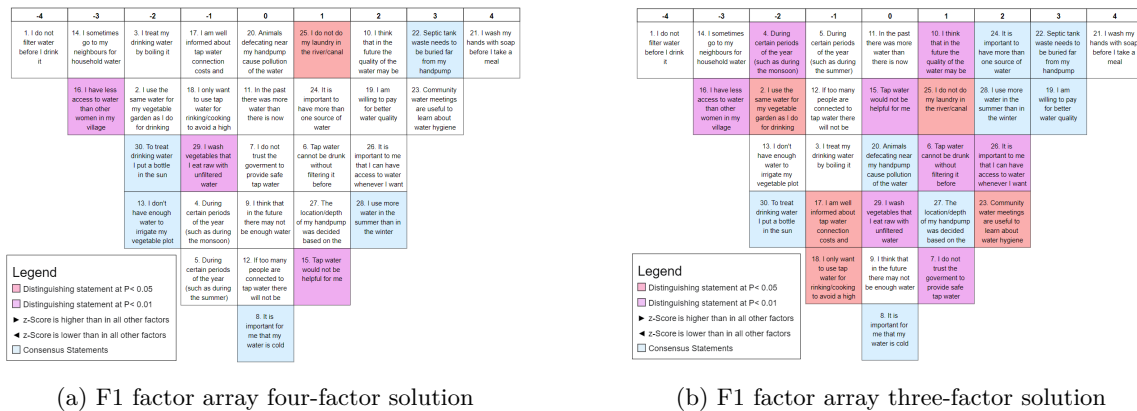 -4 -3 -2 -1 0 1 2 3 4
1. I do not
filter water
before I drink
it
14. I sometimes
go to my
neighbours for
household water
3. I treat my
drinking water
by boiling it
17. I am well
informed about
tap water
connection
costs and
20. Animals
defecating near
my handpump
cause pollution
of the water
25. I do not do
my laundry in
the river/canal
10. I think
that in the
future the
quality of the
water may be
22. Septic tank
waste needs to
be buried far
from my
handpump
21. I wash my
hands with soap
before I take a
meal
16. I have less
access to water
than other
women in my
village
2. I use the
same water for
my vegetable
garden as I do
for drinking
18. I only want
to use tap
water for
rinking/cooking
to avoid a high
11. In the past
there was more
water than
there is now
24. It is
important to
have more than
one source of
water
19. I am
willing to pay
for better
water quality
23. Community
water meetings
are useful to
learn about
water hygiene
30. To treat
drinking water
I put a bottle
in the sun
29. I wash
vegetables that
I eat raw with
unfiltered
water
7. I do not
trust the
goverment to
provide safe
tap water
6. Tap water
cannot be drunk
without
filtering it
before
26. It is
important to me
that I can have
access to water
whenever I want
13. I don't
have enough
water to
irrigate my
vegetable plot
4. During
certain periods
of the year
(such as during
the monsoon)
9. I think that
in the future
there may not
be enough water
27. The
location/depth
of my handpump
was decided
based on the
28. I use more
water in the
summer than in
the winter
5. During
certain periods
of the year
(such as during
the summer)
12. If too many
people are
connected to
tap water there
will not be
15. Tap water
would not be
helpful for me
8. It is
important for
me that my
water is cold
Legend
Distinguishing statement at P< 0.05
Distinguishing statement at P< 0.01
► z-Score is higher than in all other factors
◄ z-Score is lower than in all other factors
Consensus Statements
(a) F1 factor array four-factor solution
-4 -3 -2 -1 0 1 2 3 4
1. I do not
filter water
before I drink
it
14. I sometimes
go to my
neighbours for
household water
4. During
certain periods
of the year
(such as during
the monsoon)
5. During
certain periods
of the year
(such as during
the summer)
11. In the past
there was more
water than
there is now
10. I think
that in the
future the
quality of the
water may be
24. It is
important to
have more than
one source of
water
22. Septic tank
waste needs to
be buried far
from my
handpump
21. I wash my
hands with soap
before I take a
meal
16. I have less
access to water
than other
women in my
village
2. I use the
same water for
my vegetable
garden as I do
for drinking
12. If too many
people are
connected to
tap water there
will not be
15. Tap water
would not be
helpful for me
25. I do not do
my laundry in
the river/canal
28. I use more
water in the
summer than in
the winter
19. I am
willing to pay
for better
water quality
13. I don't
have enough
water to
irrigate my
vegetable plot
3. I treat my
drinking water
by boiling it
20. Animals
defecating near
my handpump
cause pollution
of the water
6. Tap water
cannot be drunk
without
filtering it
before
26. It is
important to me
that I can have
access to water
whenever I want
30. To treat
drinking water
I put a bottle
in the sun
17. I am well
informed about
tap water
connection
costs and
29. I wash
vegetables that
I eat raw with
unfiltered
water
27. The
location/depth
of my handpump
was decided
based on the
23. Community
water meetings
are useful to
learn about
water hygiene
18. I only want
to use tap
water for
rinking/cooking
to avoid a high
9. I think that
in the future
there may not
be enough water
7. I do not
trust the
goverment to
provide safe
tap water
8. It is
important for
me that my
water is cold
Legend
Distinguishing statement at P< 0.05
Distinguishing statement at P< 0.01
► z-Score is higher than in all other factors
◄ z-Score is lower than in all other factors
Consensus Statements
(b) F1 factor array three-factor solution